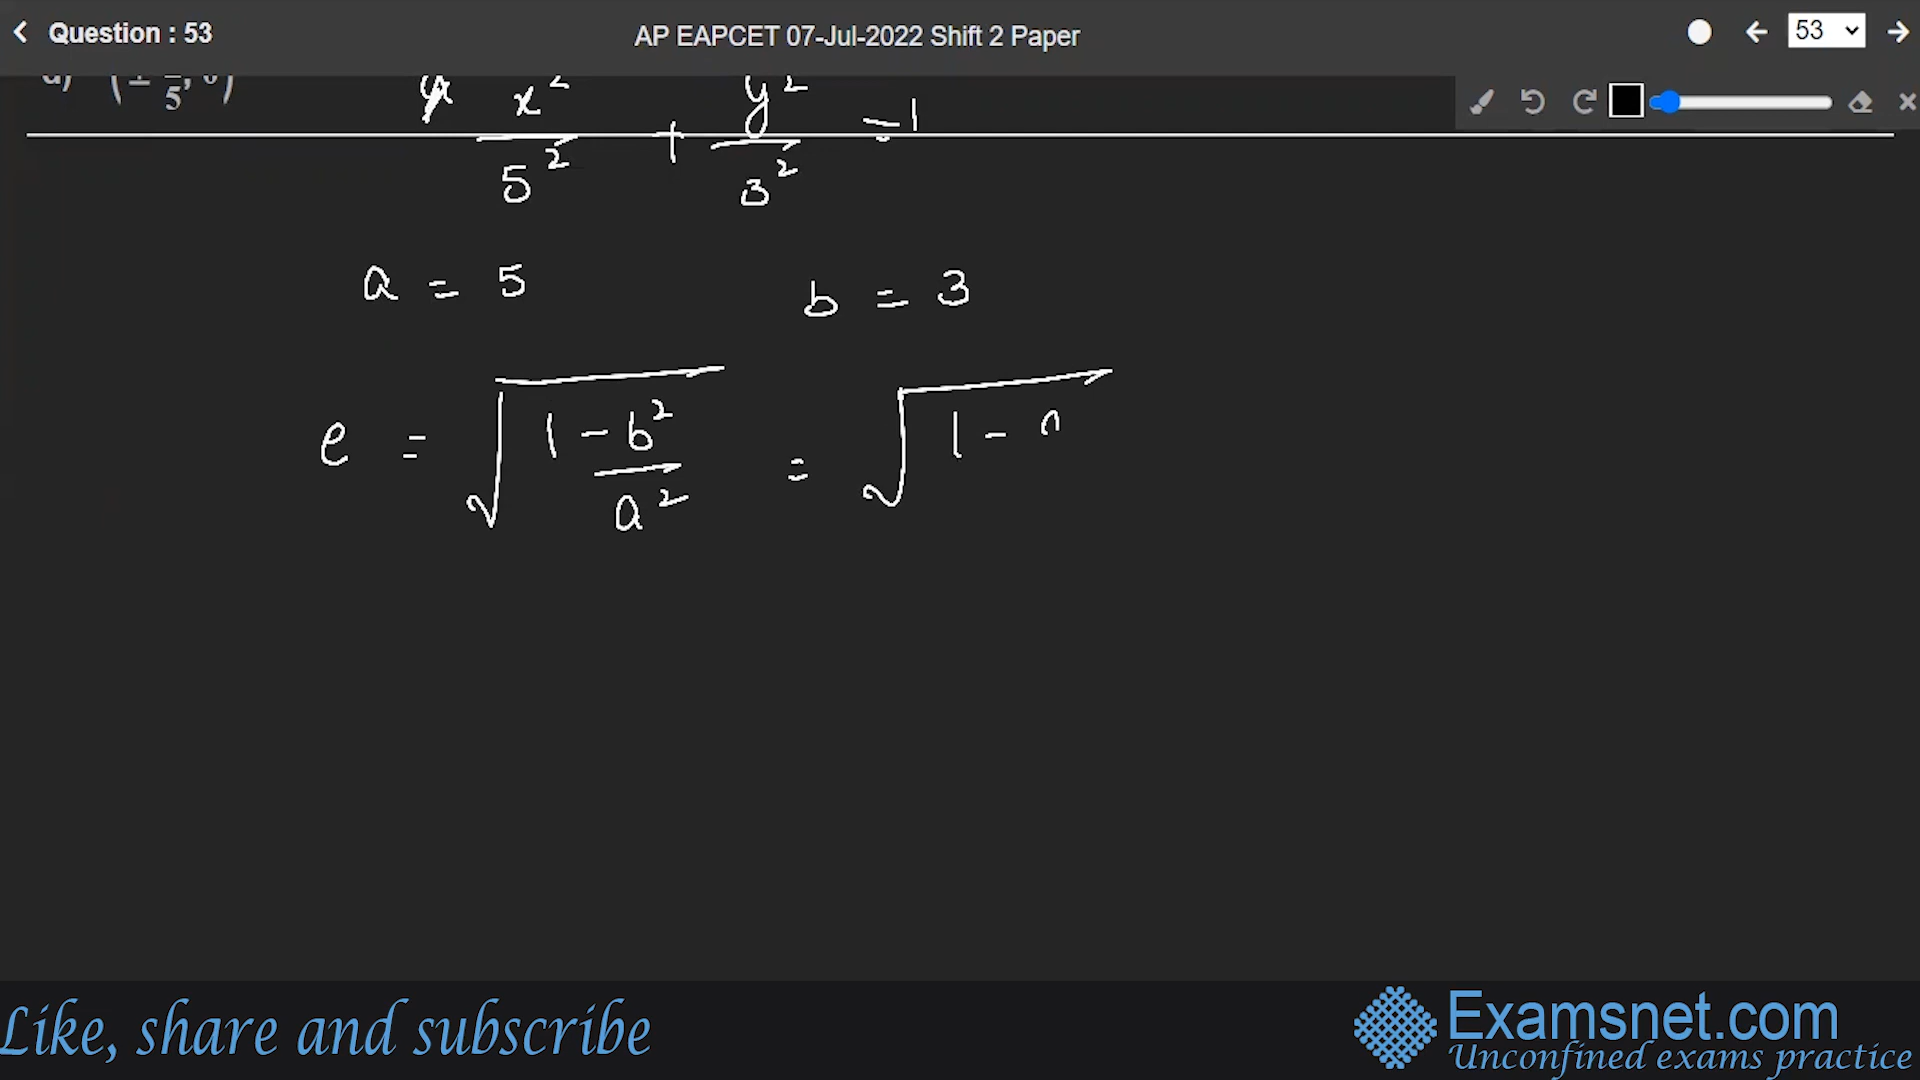 Question : 53
AP EAPCET 07-Jul-2022 Shift 2 Paper
53
x² / 5² + y² / 3² = 1
a = 5
b = 3
e = √(1 - b² / a²) = √(1 -
Like, share and subscribe
Examsnet.com
Unconfined exams practice